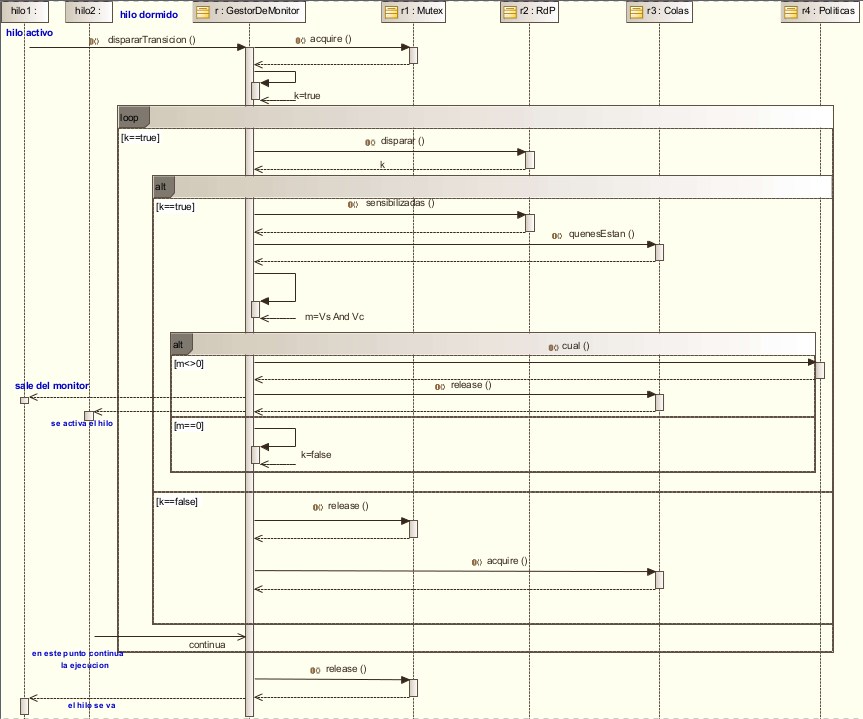 hilo1 :
hilo2 :
hilo dormido
r : GestorDeMonitor
r1 : Mutex
r2 : RdP
r3 : Colas
r4 : Politicas
hilo activo
dispararTransicion ()
acquire ()
k=true
loop
[k==true]
disparar ()
k
alt
[k==true]
sensibilizadas ()
quenesEstan ()
m=Vs And Vc
alt
cual ()
[m<>0]
sale del monitor
release ()
se activa el hilo
[m==0]
k=false
[k=false]
release ()
acquire ()
continua
en este punto continua
la ejecucion
release ()
el hilo se va